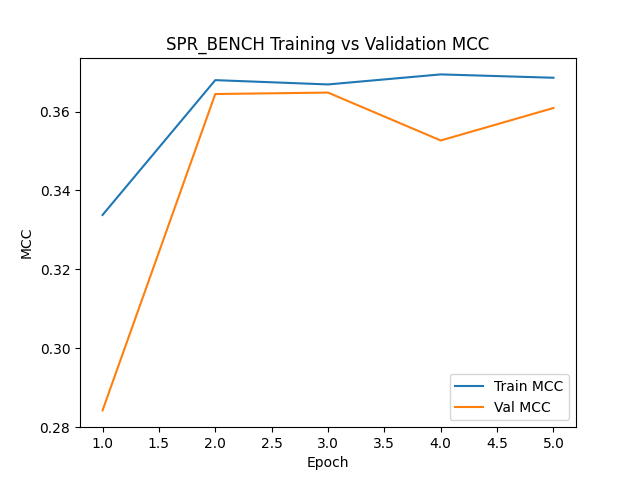 SPR_BENCH Training vs Validation MCC
MCC
0.36
0.34
0.32
0.30
0.28
1.0 1.5 2.0 2.5 3.0 3.5 4.0 4.5 5.0
Epoch
Train MCC
Val MCC